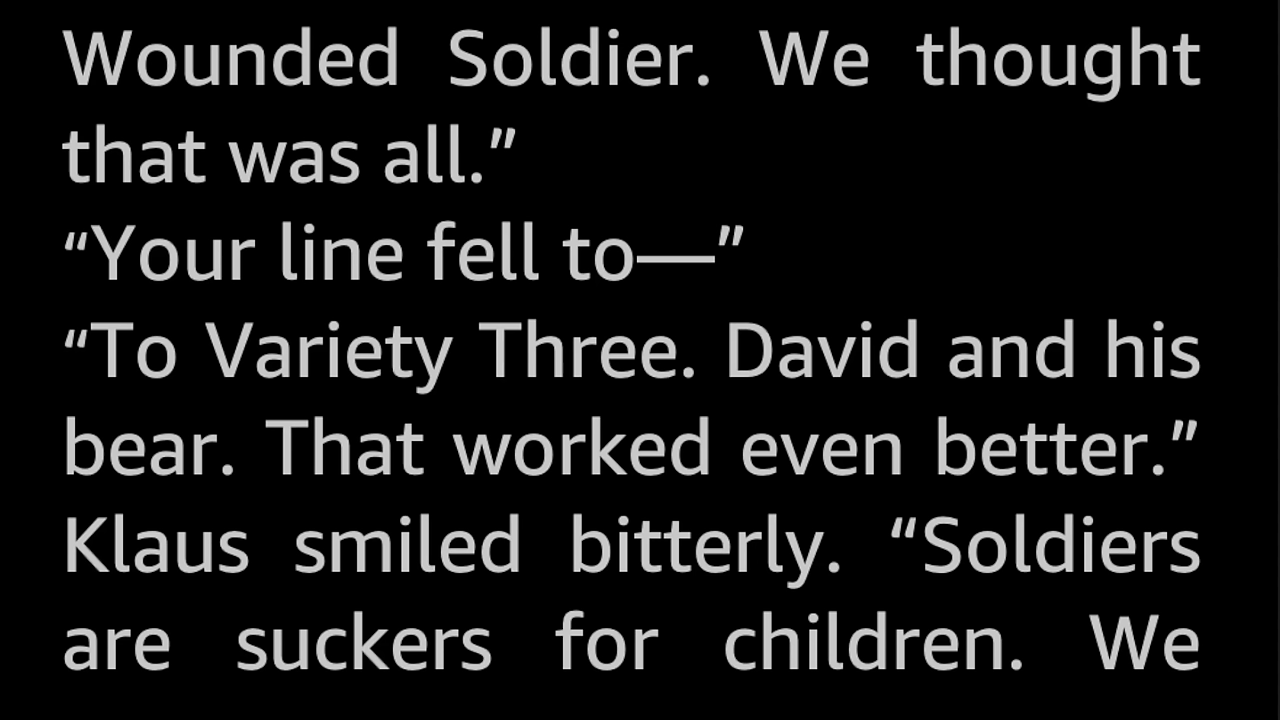 Wounded Soldier. We thought
that was all.”
“Your line fell to—”
“To Variety Three. David and his
bear. That worked even better.”
Klaus smiled bitterly. “Soldiers
are suckers for children. We